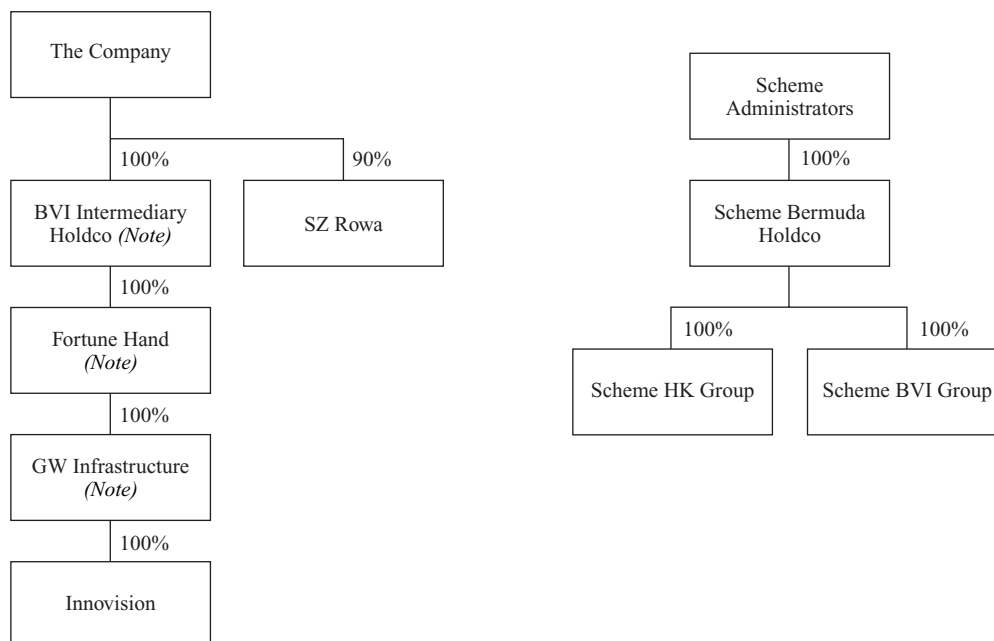 The Company
100%
90%
BVI Intermediary
Holdco (Note)
SZ Rowa
100%
Fortune Hand
(Note)
100%
GW Infrastructure
(Note)
100%
Innovision
Scheme
Administrators
100%
Scheme Bermuda
Holdco
100%
100%
Scheme HK Group
Scheme BVI Group